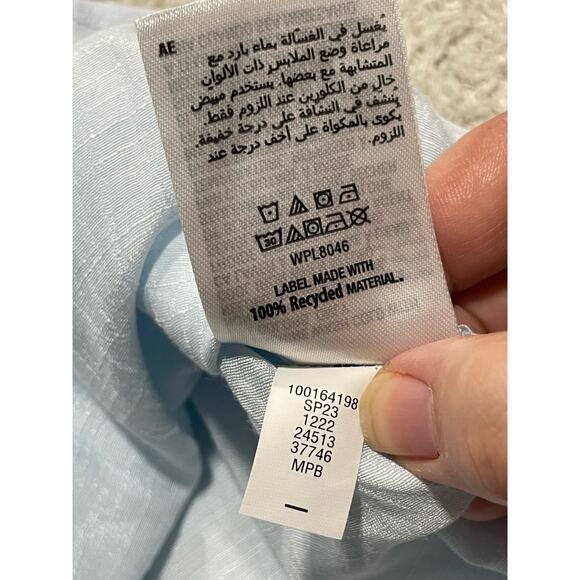 AE
يُغسل في الغسالة بماء بارد مع
مراعاة وضع الملابس ذات الألوان
المتشابهة مع بعضها. يستخدم مبيض
خالٍ من الكلورين عند اللزوم فقط.
يُنشف في النشافة على درجة خفيفة.
يكوى بالمكواة على أخف درجة عند
اللزوم.
30
WPL8046
LABEL MADE WITH
100% Recycled MATERIAL.
100164198
SP23
1222
24513
37746
MPB